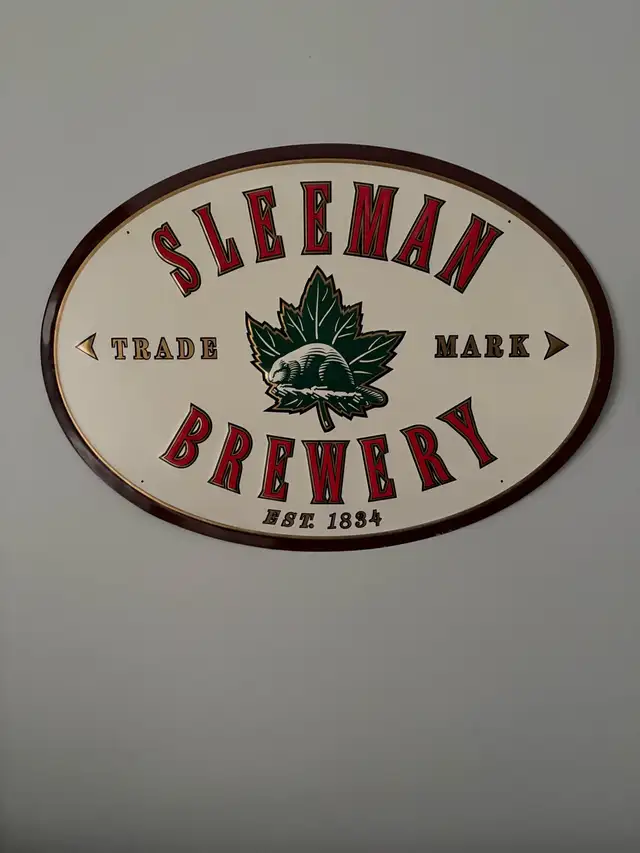 SLEEMAN
TRADE MARK
BREWERY
EST. 1834